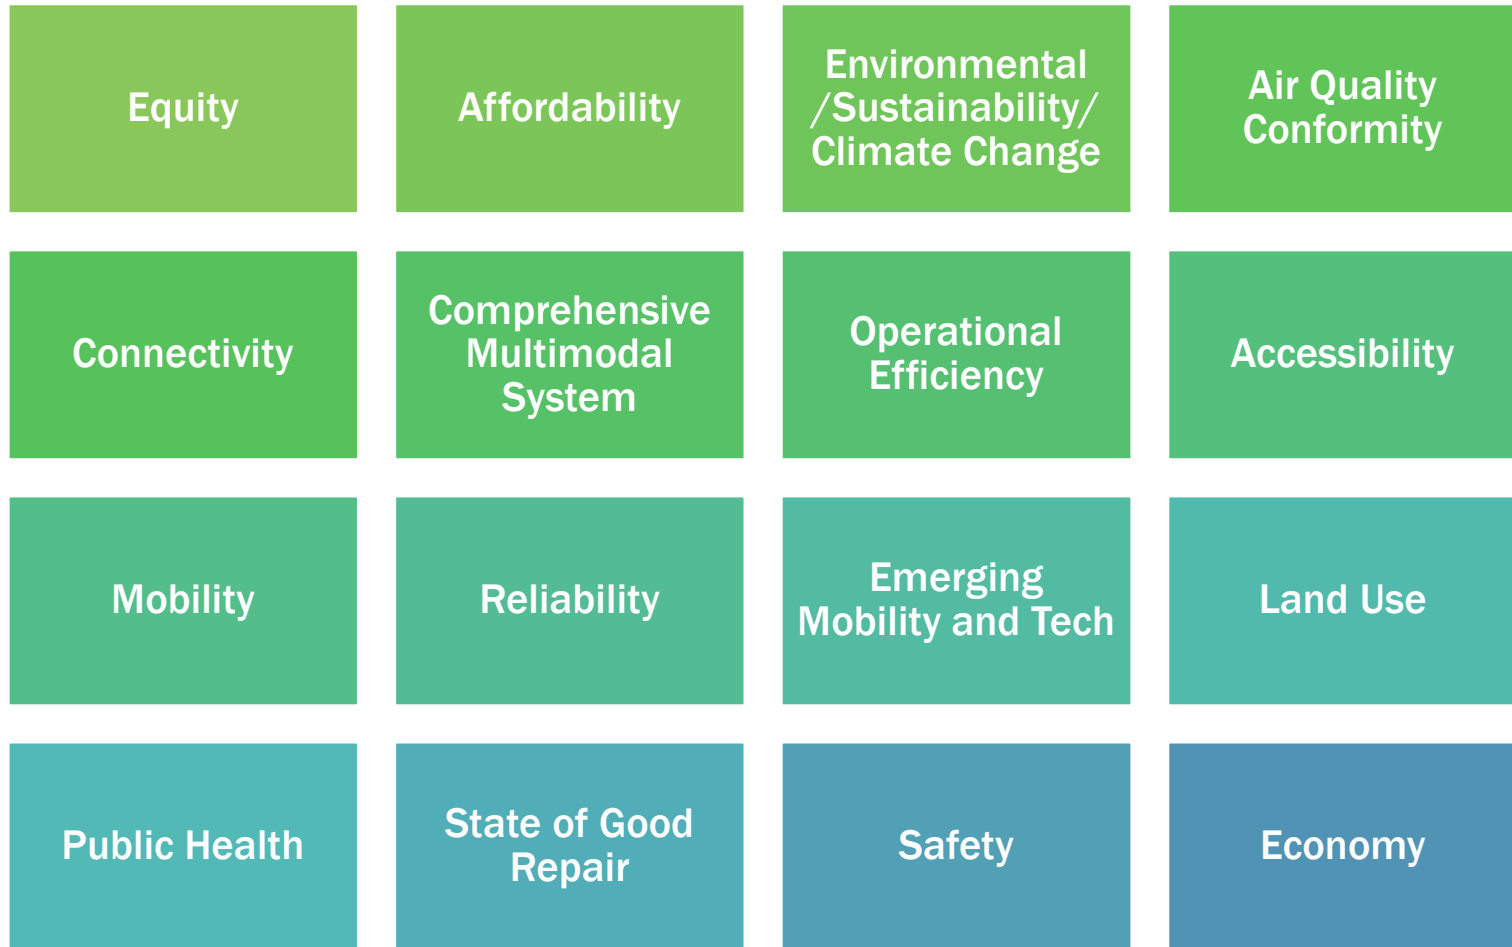 Equity
Affordability
Environmental
/Sustainability/
Climate Change
Air Quality
Conformity
Connectivity
Comprehensive
Multimodal
System
Operational
Efficiency
Accessibility
Mobility
Reliability
Emerging
Mobility and Tech
Land Use
Public Health
State of Good
Repair
Safety
Economy